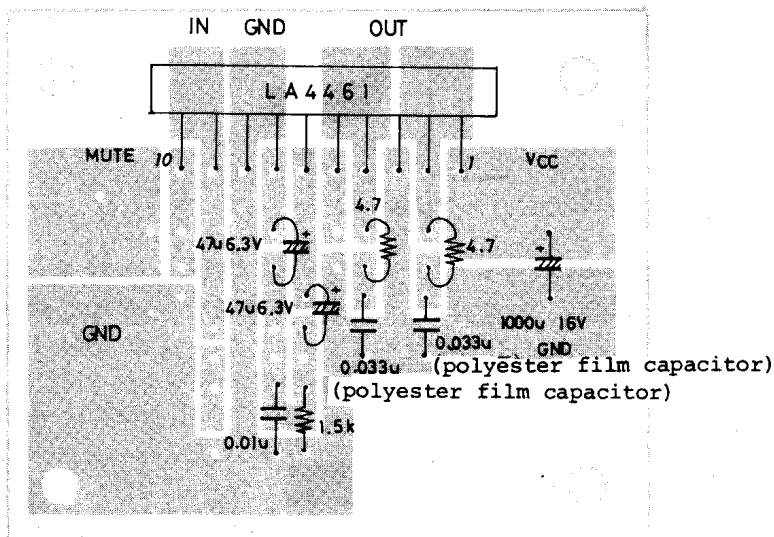 IN GND OUT
LA4461
MUTE 10 1 VCC
4.7
47u 6.3V 4.7
47u 6.3V
GND 1000u 16V
0.033u GND
0.033u (polyester film capacitor)
(polyester film capacitor)
0.01u 1.5k